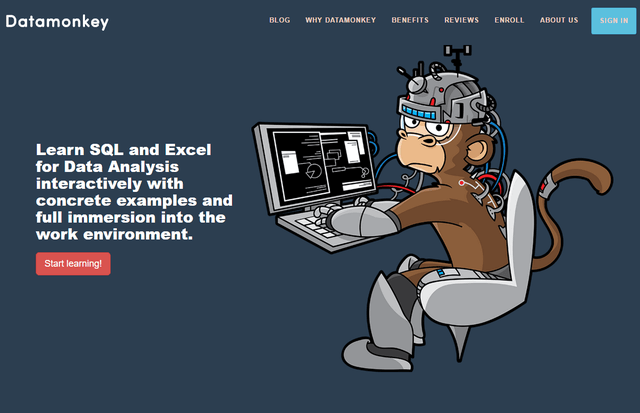 Datamonkey
BLOG WHY DATAMONKEY BENEFITS REVIEWS ENROLL ABOUT US SIGN IN
Learn SQL and Excel
for Data Analysis
interactively with
concrete examples and
full immersion into the
work environment.
Start learning!